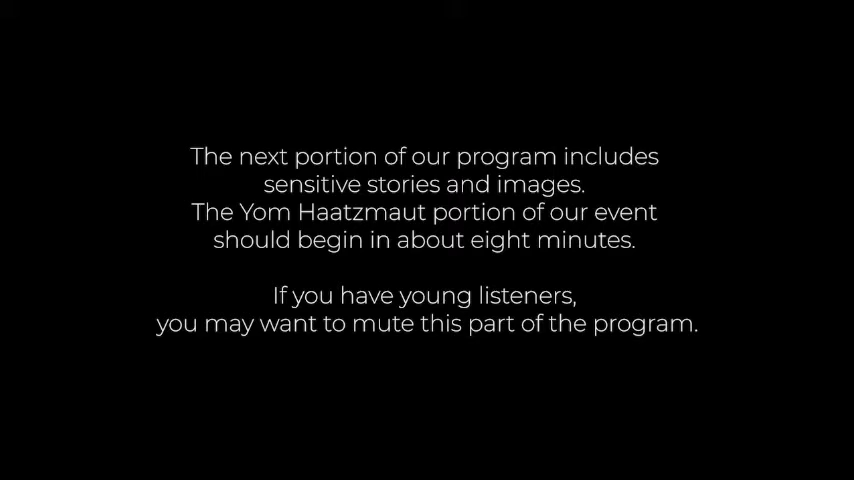 The next portion of our program includes
sensitive stories and images.
The Yom Haatzmaut portion of our event
should begin in about eight minutes.
If you have young listeners,
you may want to mute this part of the program.